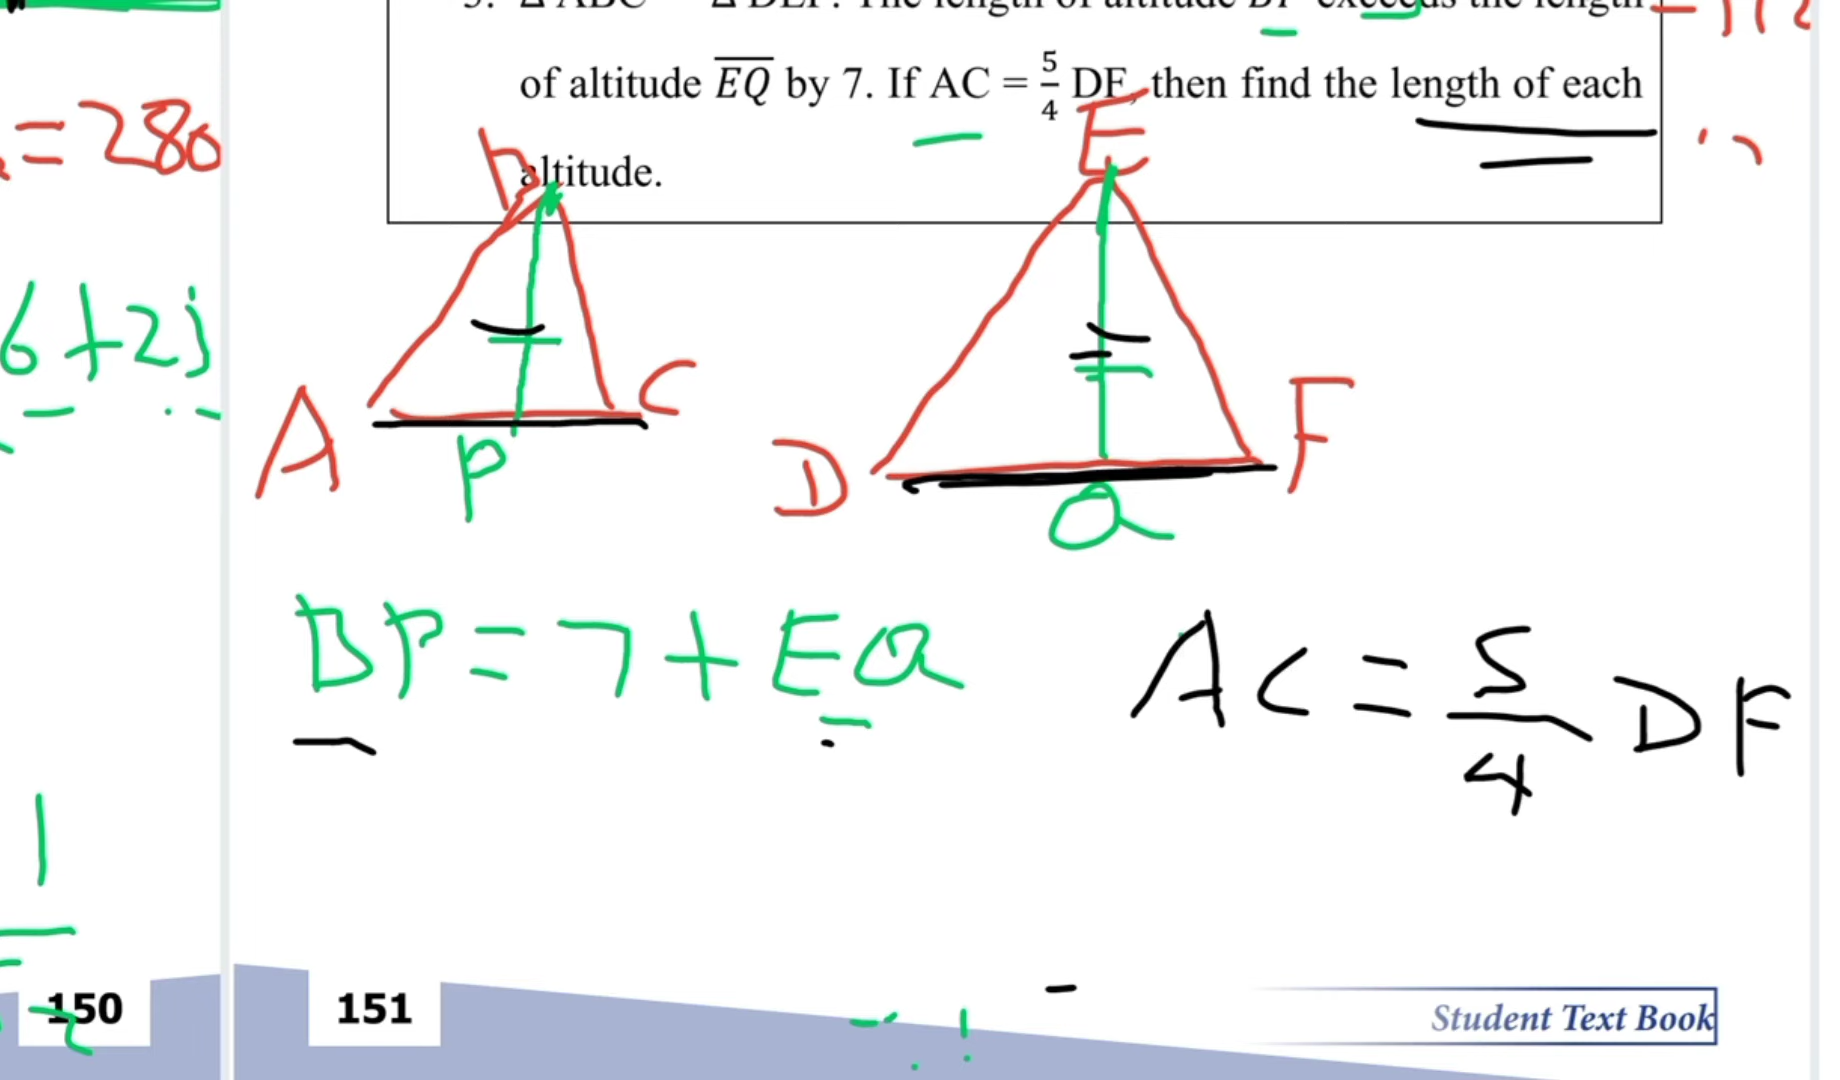 of altitude EQ by 7. If AC = 5/4 DF, then find the length of each
altitude.
= 280
E
6+2j
A
C
P
D
F
Q
BP = 7 + EQ
AC = 5/4 DF
1
150
151
Student Text Book